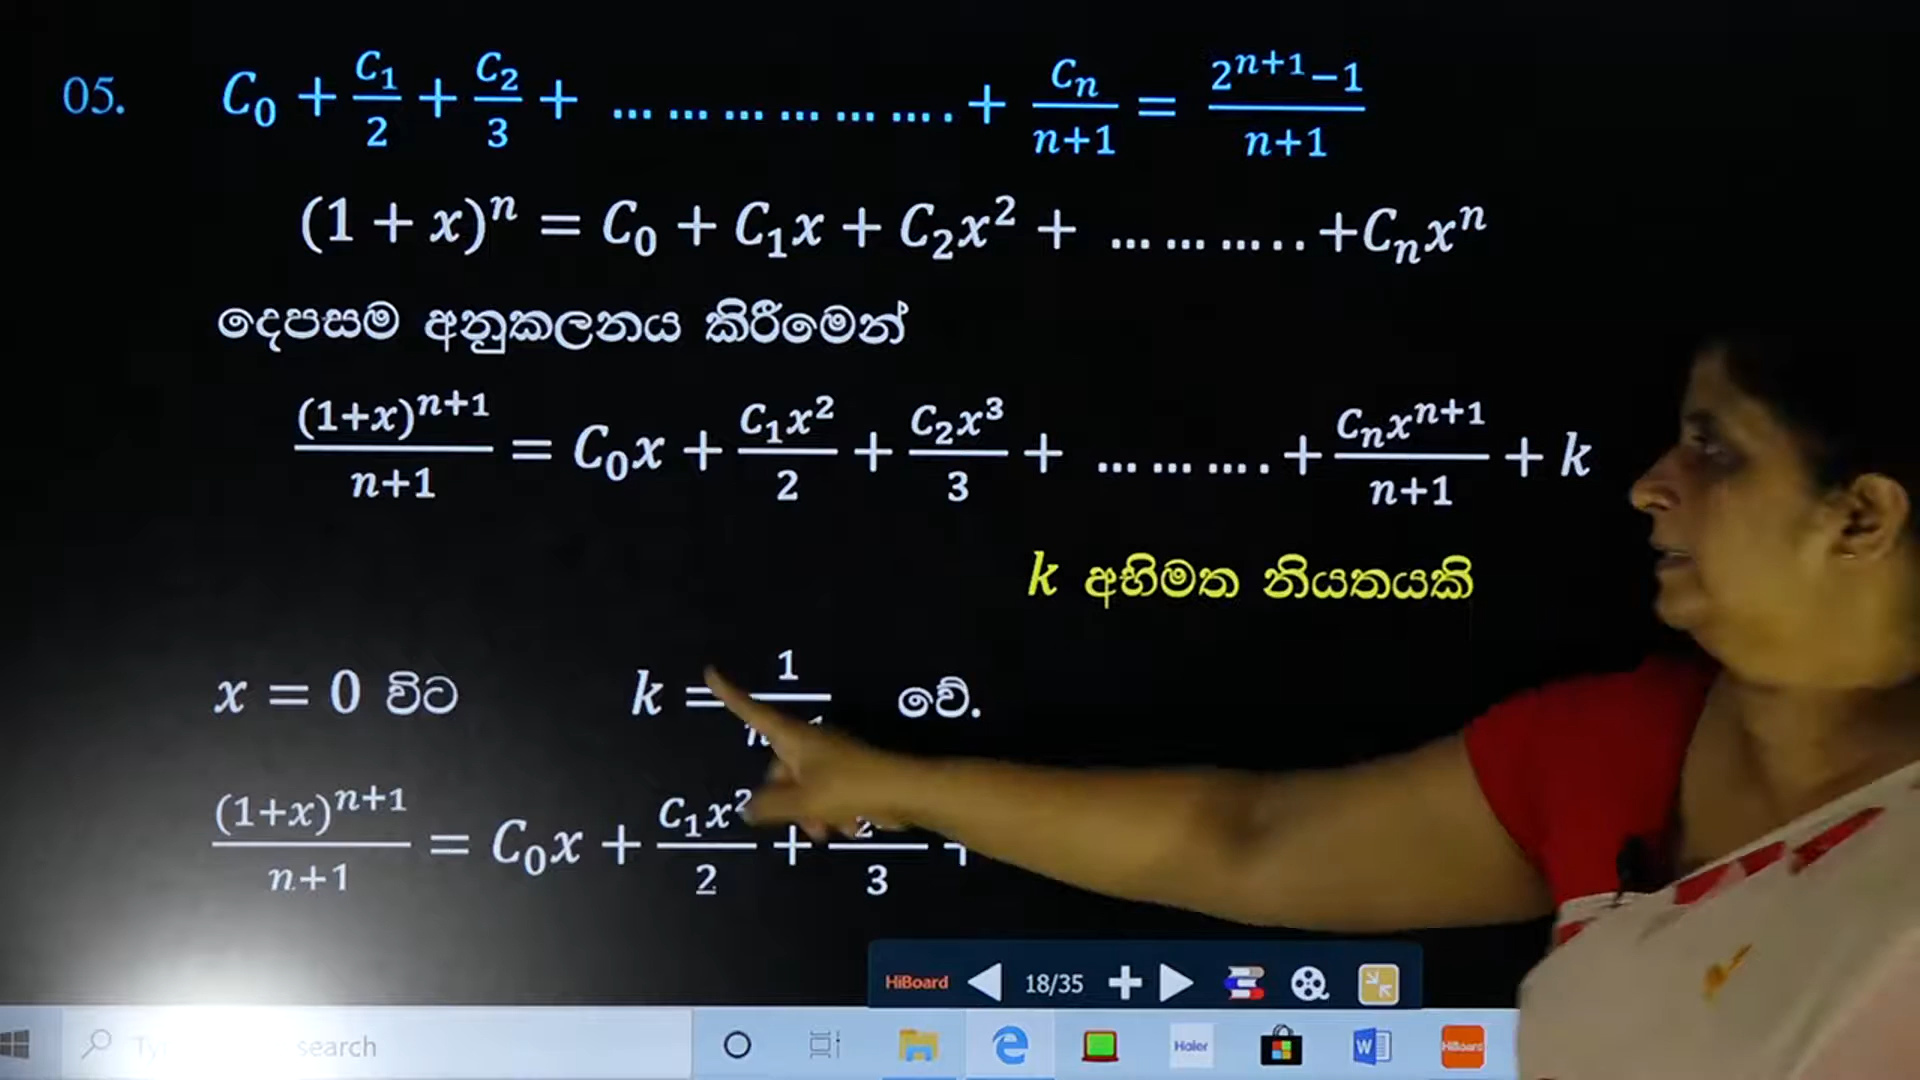 05. C₀ + C₁/2 + C₂/3 + ………………. + Cₙ/(n+1) = (2ⁿ⁺¹−1)/(n+1)
(1 + x)ⁿ = C₀ + C₁x + C₂x² + ……….. +Cₙxⁿ
දෙපසම අනුකලනය කිරීමෙන්
(1+x)ⁿ⁺¹/(n+1) = C₀x + C₁x²/2 + C₂x³/3 + ………. + Cₙxⁿ⁺¹/(n+1) + k
k අභිමත නියතයකි
x = 0 විට k = 1 වේ.
(1+x)ⁿ⁺¹/(n+1) = C₀x + C₁x²/2 + /3 +
HiBoard 18/35
search Haier W HiBoard